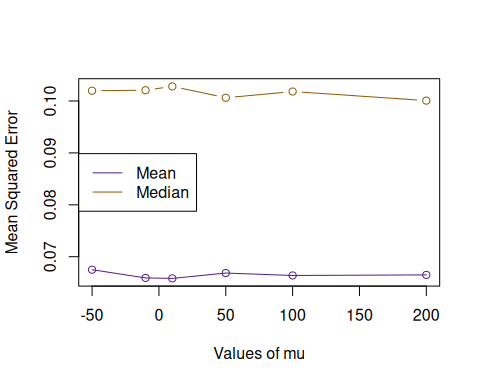 Mean Squared Error
0.10
0.09
0.08
0.07
Mean
Median
-50 0 50 100 150 200
Values of mu